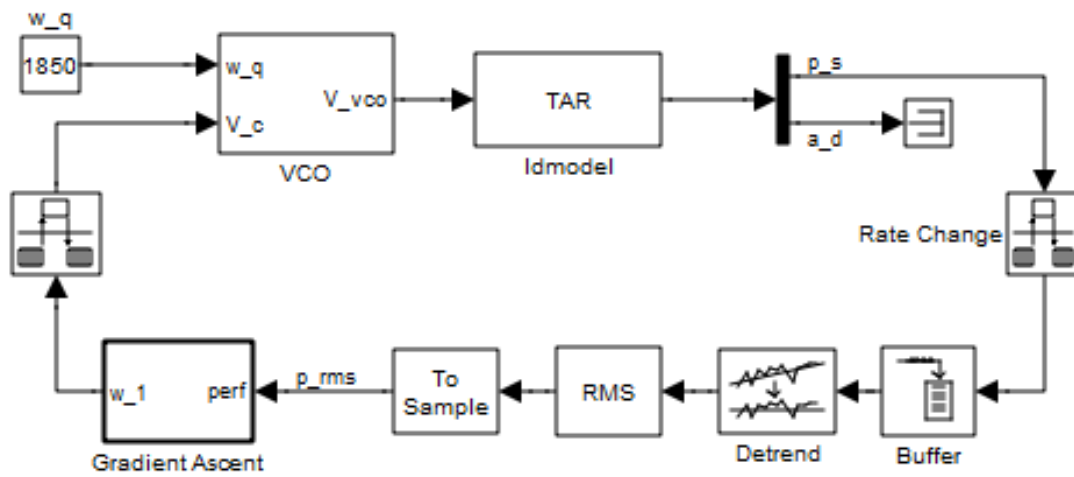 w_q
1850
w_q
V_c
V_vco
VCO
TAR
Idmodel
p_s
a_d
Rate Change
w_1
perf
Gradient Ascent
p_rms
To
Sample
RMS
Detrend
Buffer